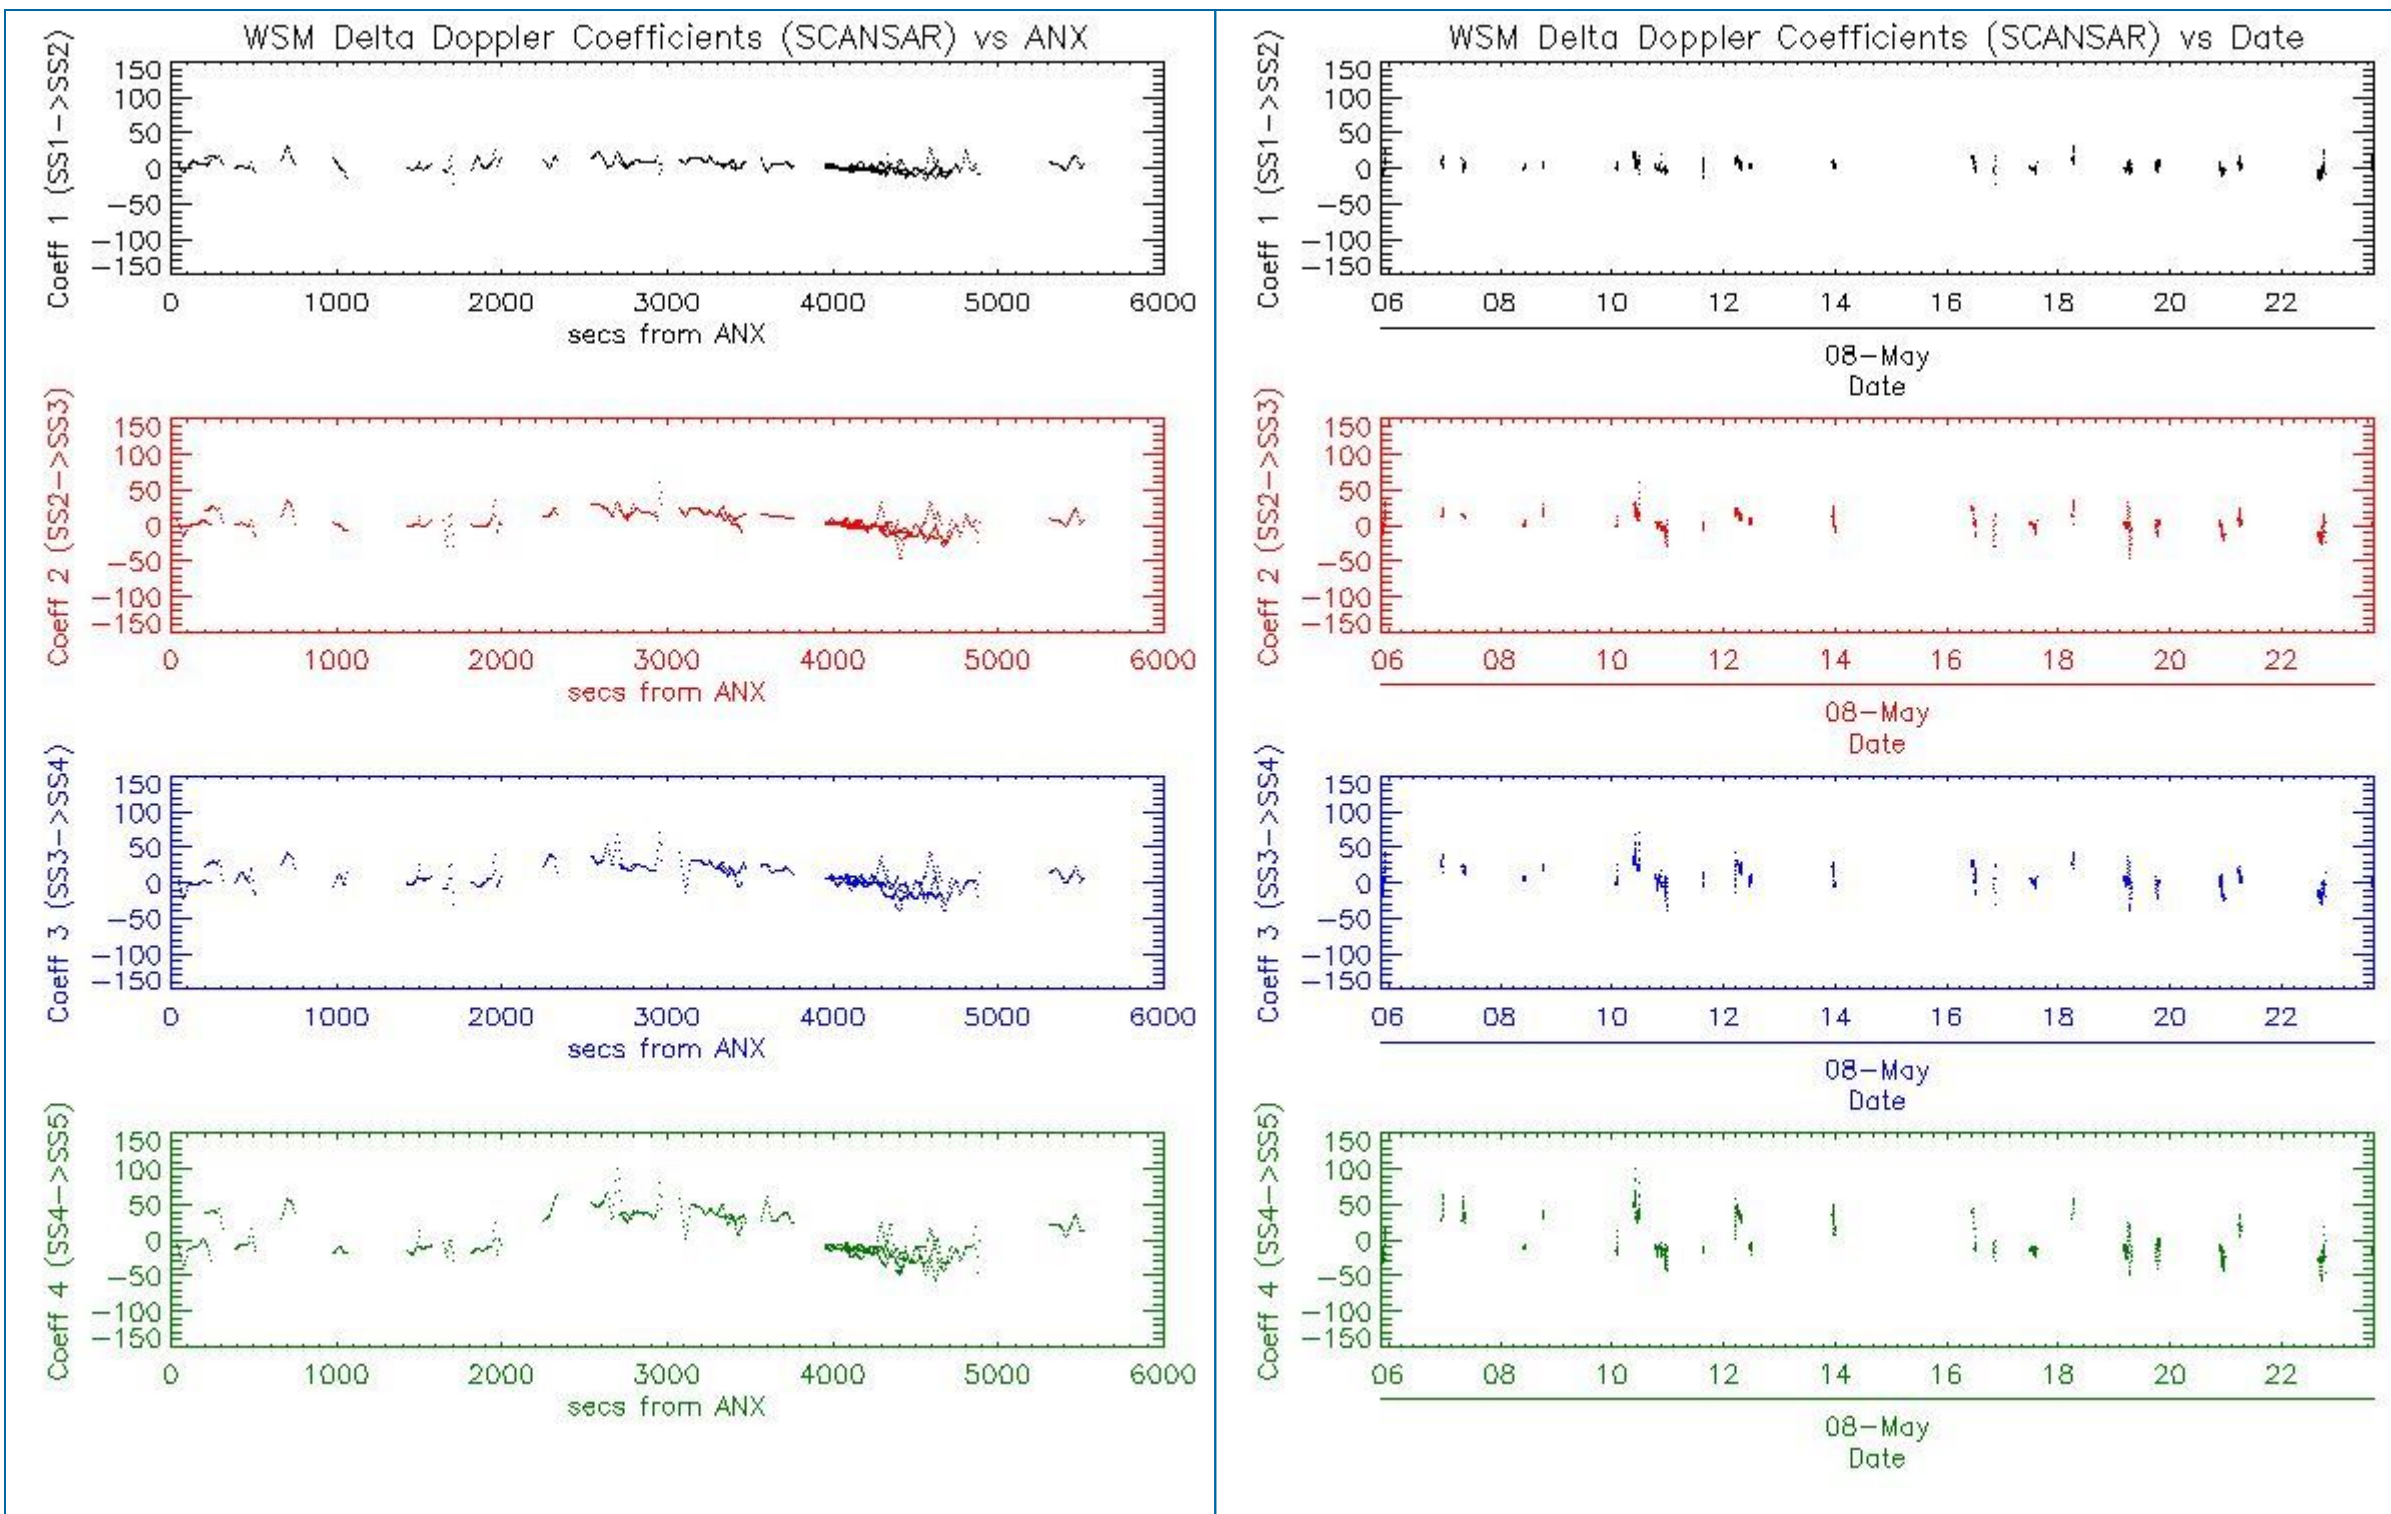 WSM Delta Doppler Coefficients (SCANSAR) vs ANX
Coeff 1 (SS1->SS2)
150
100
50
0
-50
-100
-150
0 1000 2000 3000 4000 5000 6000
secs from ANX
Coeff 2 (SS2->SS3)
150
100
50
0
-50
-100
-150
0 1000 2000 3000 4000 5000 6000
secs from ANX
Coeff 3 (SS3->SS4)
150
100
50
0
-50
-100
-150
0 1000 2000 3000 4000 5000 6000
secs from ANX
Coeff 4 (SS4->SS5)
150
100
50
0
-50
-100
-150
0 1000 2000 3000 4000 5000 6000
secs from ANX
WSM Delta Doppler Coefficients (SCANSAR) vs Date
Coeff 1 (SS1->SS2)
150
100
50
0
-50
-100
-150
06 08 10 12 14 16 18 20 22
08-May
Date
Coeff 2 (SS2->SS3)
150
100
50
0
-50
-100
-150
06 08 10 12 14 16 18 20 22
08-May
Date
Coeff 3 (SS3->SS4)
150
100
50
0
-50
-100
-150
06 08 10 12 14 16 18 20 22
08-May
Date
Coeff 4 (SS4->SS5)
150
100
50
0
-50
-100
-150
06 08 10 12 14 16 18 20 22
08-May
Date